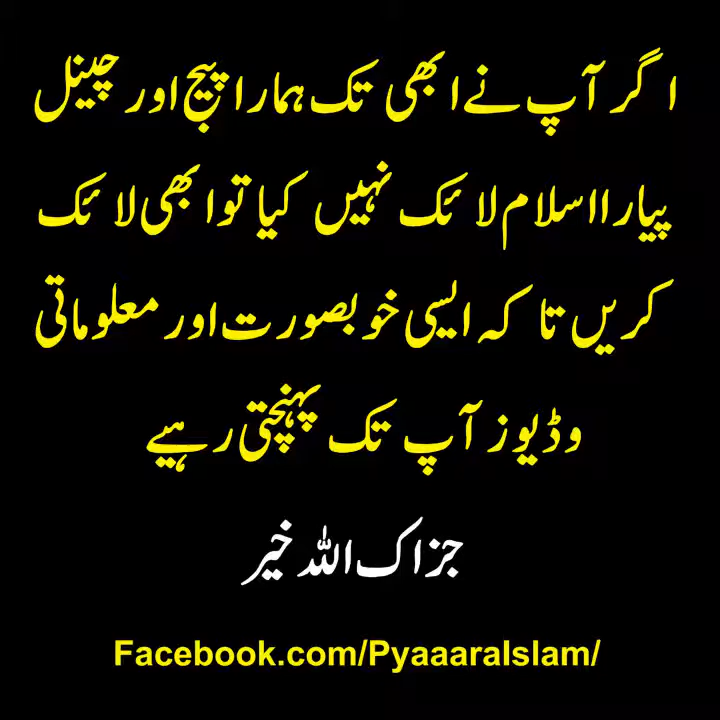 اگر آپ نے ابھی تک ہمارا پیج اور چینل
پیارا اسلام لائک نہیں کیا تو ابھی لائک
کریں تاکہ ایسی خوبصورت اور معلوماتی
وڈیوز آپ تک پہنچتی رہیے
جزاک اللہ خیر
Facebook.com/PyaaaraIslam/